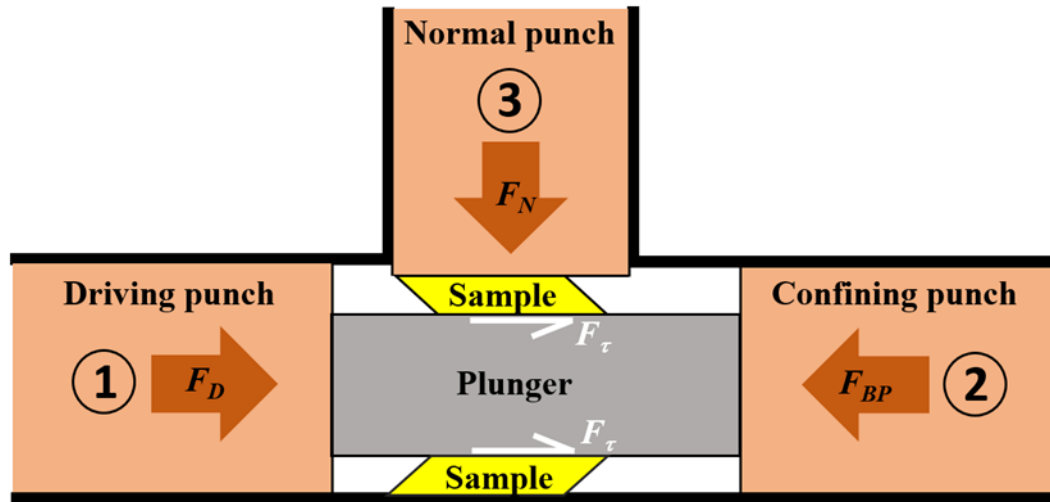 Normal punch
3
F_N
Driving punch
Sample
Confining punch
1
F_D
F_τ
Plunger
F_BP
2
F_τ
Sample